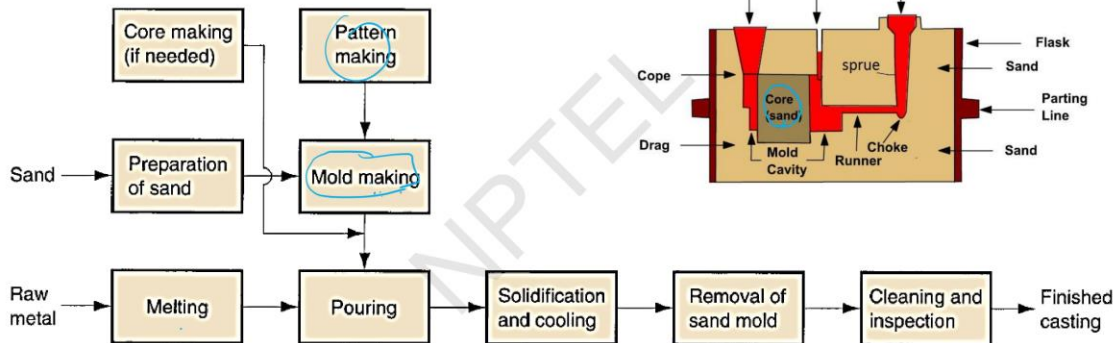 Core making
(if needed)
Pattern
making
Sand
Preparation
of sand
Mold making
Raw
metal
Melting
Pouring
Solidification
and cooling
Removal of
sand mold
Cleaning and
inspection
Finished
casting
Cope
Drag
Core
(sand)
Mold
Cavity
sprue
Runner
Choke
Flask
Sand
Parting
Line
Sand
NPTEL